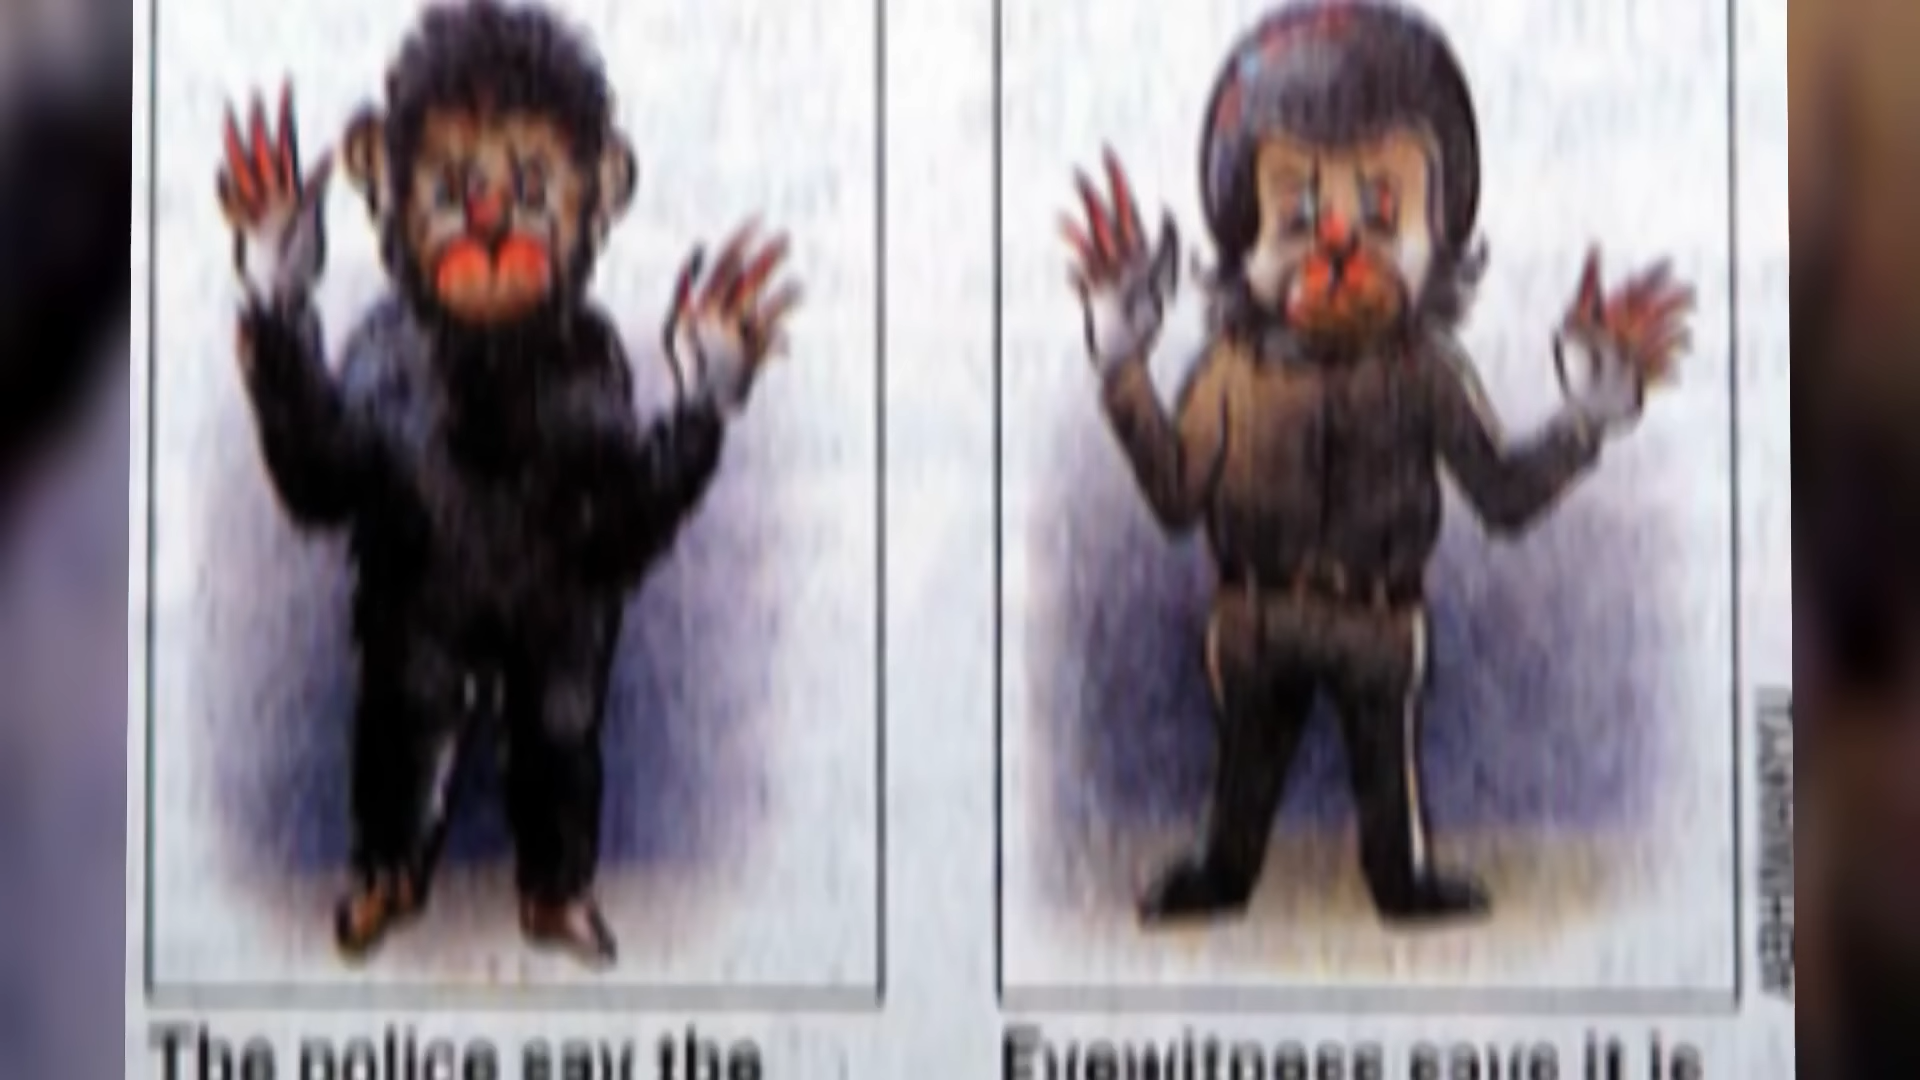 The police say the
Eyewitness says it is